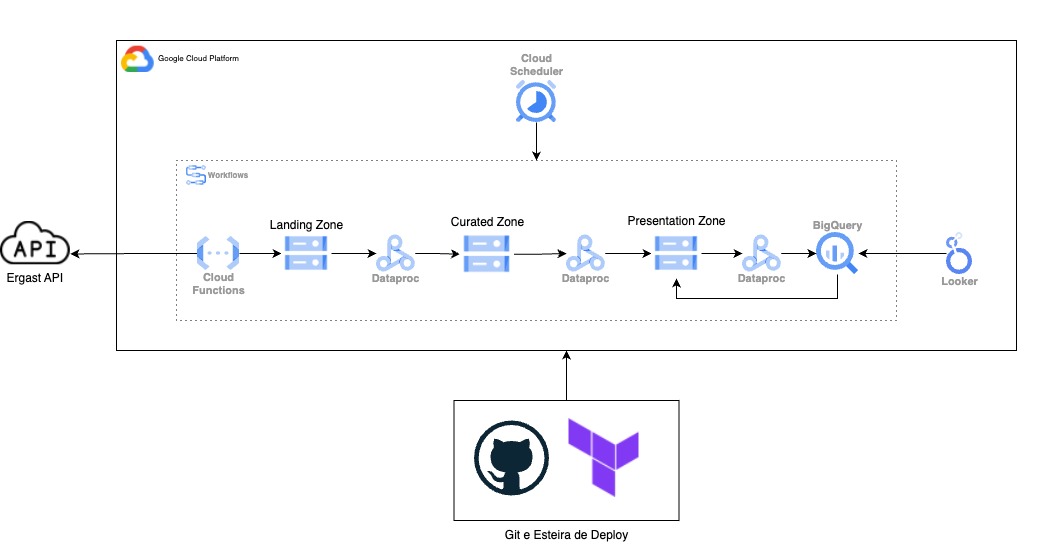 Google Cloud Platform
Cloud
Scheduler
Workflows
Landing Zone
Curated Zone
Presentation Zone
BigQuery
API
Ergast API
Cloud
Functions
Dataproc
Dataproc
Dataproc
Looker
Git e Esteira de Deploy